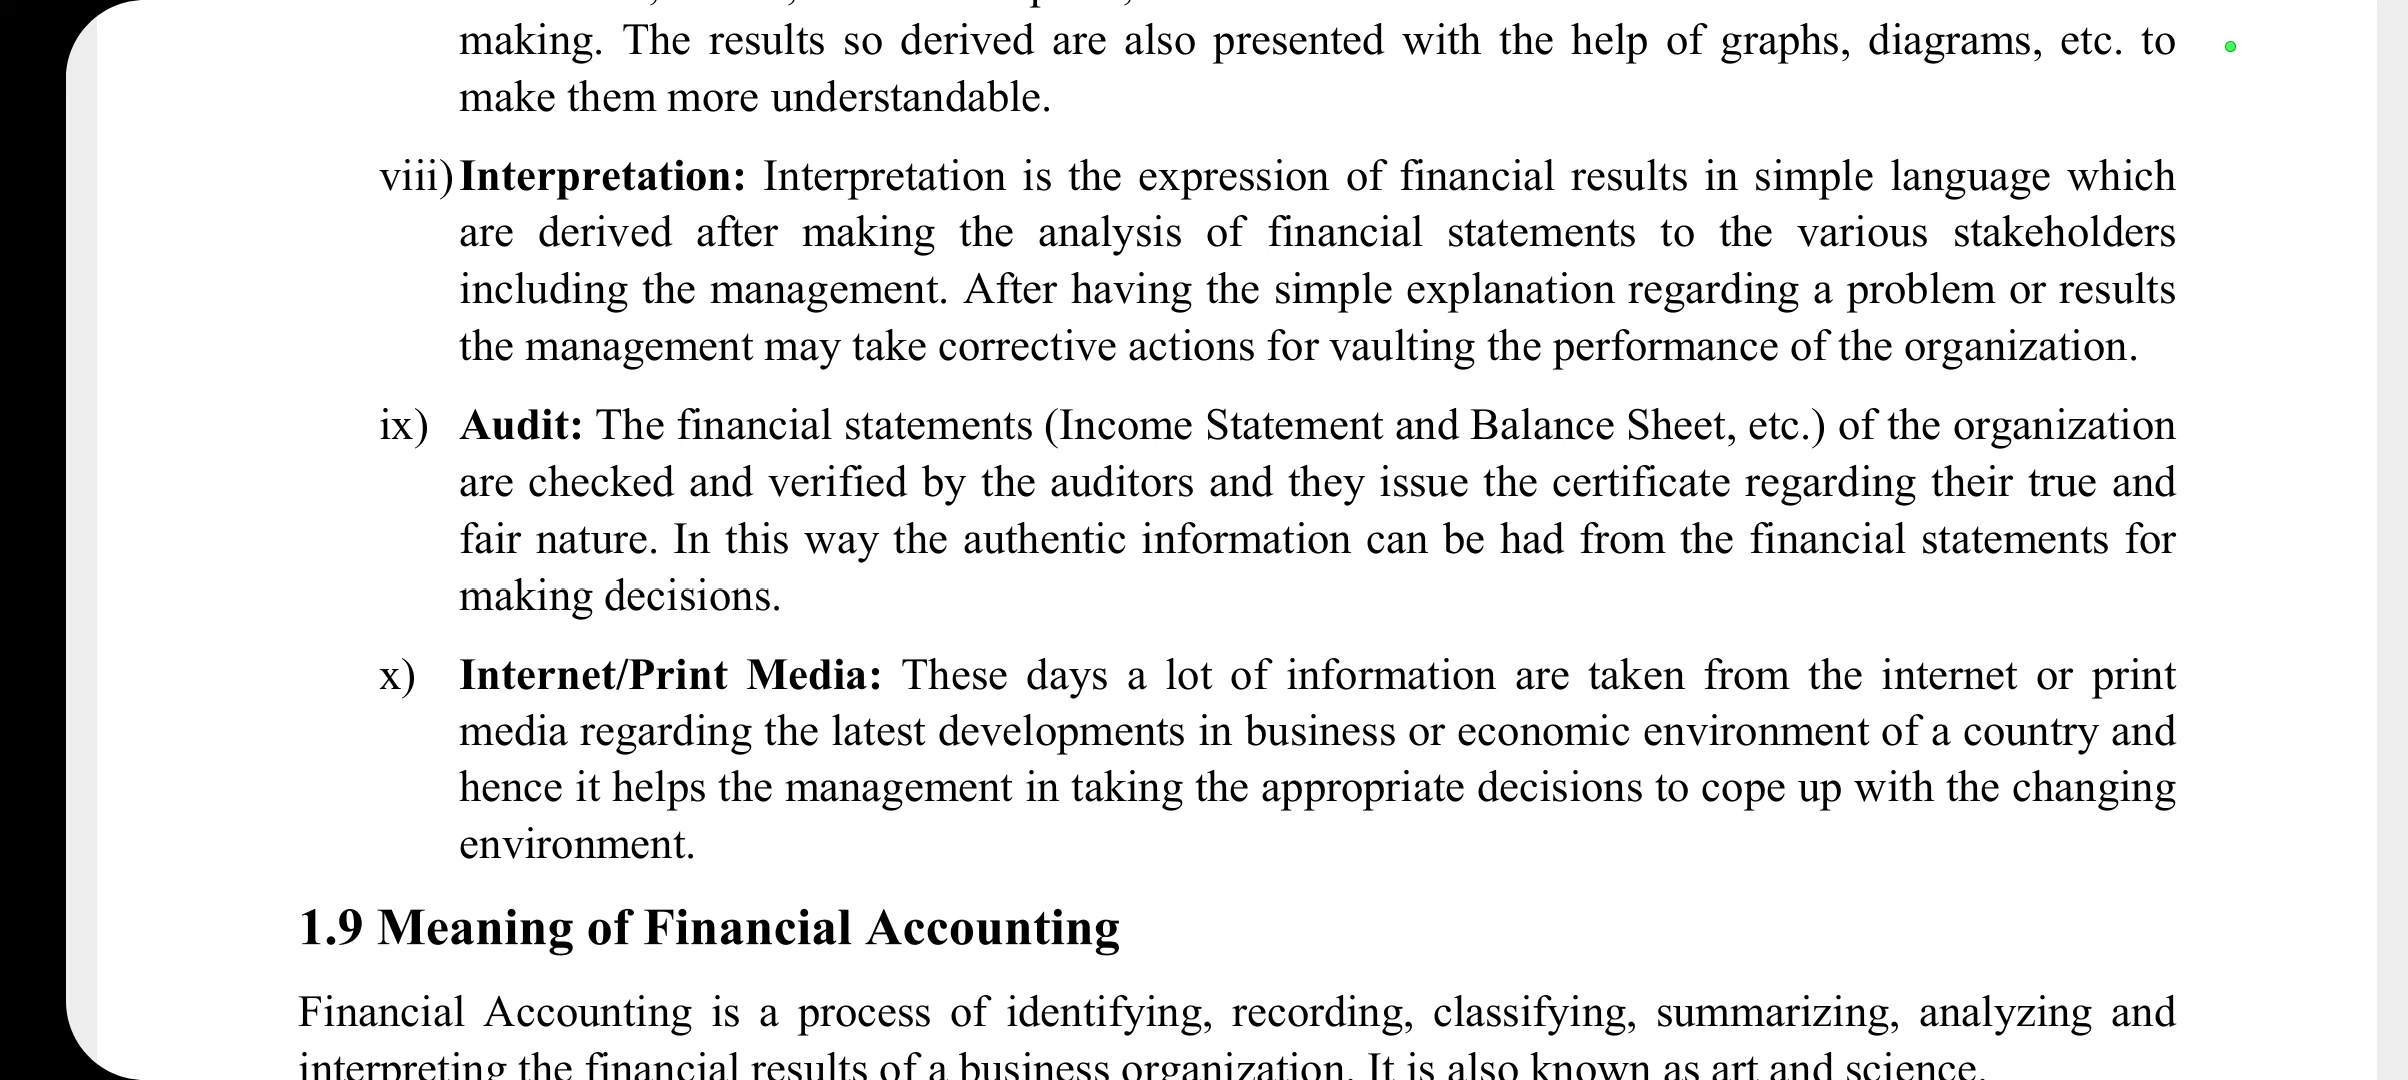 making. The results so derived are also presented with the help of graphs, diagrams, etc. to
make them more understandable.
viii) Interpretation: Interpretation is the expression of financial results in simple language which
are derived after making the analysis of financial statements to the various stakeholders
including the management. After having the simple explanation regarding a problem or results
the management may take corrective actions for vaulting the performance of the organization.
ix) Audit: The financial statements (Income Statement and Balance Sheet, etc.) of the organization
are checked and verified by the auditors and they issue the certificate regarding their true and
fair nature. In this way the authentic information can be had from the financial statements for
making decisions.
x) Internet/Print Media: These days a lot of information are taken from the internet or print
media regarding the latest developments in business or economic environment of a country and
hence it helps the management in taking the appropriate decisions to cope up with the changing
environment.
1.9 Meaning of Financial Accounting
Financial Accounting is a process of identifying, recording, classifying, summarizing, analyzing and
interpreting the financial results of a business organization. It is also known as art and science.